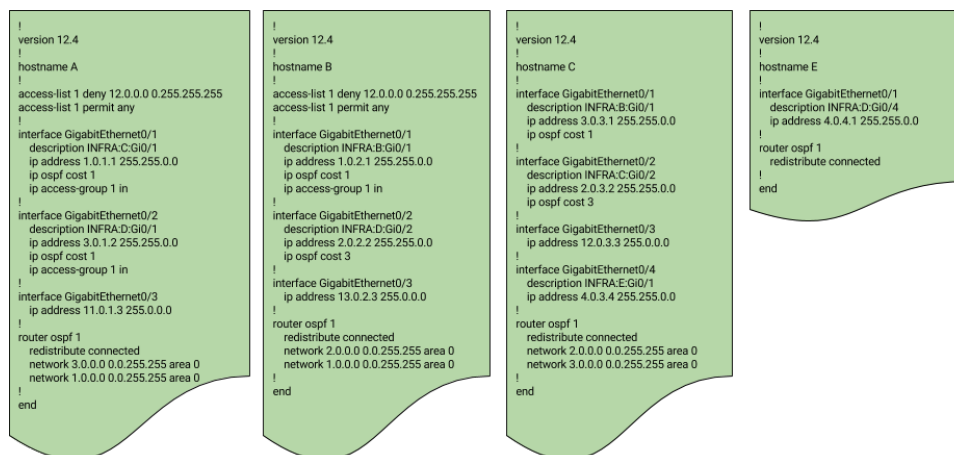 !
version 12.4
!
hostname A
!
access-list 1 deny 12.0.0.0 0.255.255.255
access-list 1 permit any
!
interface GigabitEthernet0/1
description INFRA:C:Gi0/1
ip address 1.0.1.1 255.255.0.0
ip ospf cost 1
ip access-group 1 in
!
interface GigabitEthernet0/2
description INFRA:D:Gi0/1
ip address 3.0.1.2 255.255.0.0
ip ospf cost 1
ip access-group 1 in
!
interface GigabitEthernet0/3
ip address 11.0.1.3 255.0.0.0
!
router ospf 1
redistribute connected
network 3.0.0.0 0.0.255.255 area 0
network 1.0.0.0 0.0.255.255 area 0
!
end
!
version 12.4
!
hostname B
!
access-list 1 deny 12.0.0.0 0.255.255.255
access-list 1 permit any
!
interface GigabitEthernet0/1
description INFRA:B:Gi0/1
ip address 1.0.2.1 255.255.0.0
ip ospf cost 1
ip access-group 1 in
!
interface GigabitEthernet0/2
description INFRA:D:Gi0/2
ip address 2.0.2.2 255.255.0.0
ip ospf cost 3
!
interface GigabitEthernet0/3
ip address 13.0.2.3 255.0.0.0
!
router ospf 1
redistribute connected
network 2.0.0.0 0.0.255.255 area 0
network 1.0.0.0 0.0.255.255 area 0
!
end
!
version 12.4
!
hostname C
!
interface GigabitEthernet0/1
description INFRA:B:Gi0/1
ip address 3.0.3.1 255.255.0.0
ip ospf cost 1
!
interface GigabitEthernet0/2
description INFRA:C:Gi0/2
ip address 2.0.3.2 255.255.0.0
ip ospf cost 3
!
interface GigabitEthernet0/3
ip address 12.0.3.3 255.0.0.0
!
interface GigabitEthernet0/4
description INFRA:E:Gi0/1
ip address 4.0.3.4 255.255.0.0
!
router ospf 1
redistribute connected
network 2.0.0.0 0.0.255.255 area 0
network 3.0.0.0 0.0.255.255 area 0
!
end
!
version 12.4
!
hostname E
!
interface GigabitEthernet0/1
description INFRA:D:Gi0/4
ip address 4.0.4.1 255.255.0.0
!
router ospf 1
redistribute connected
!
end